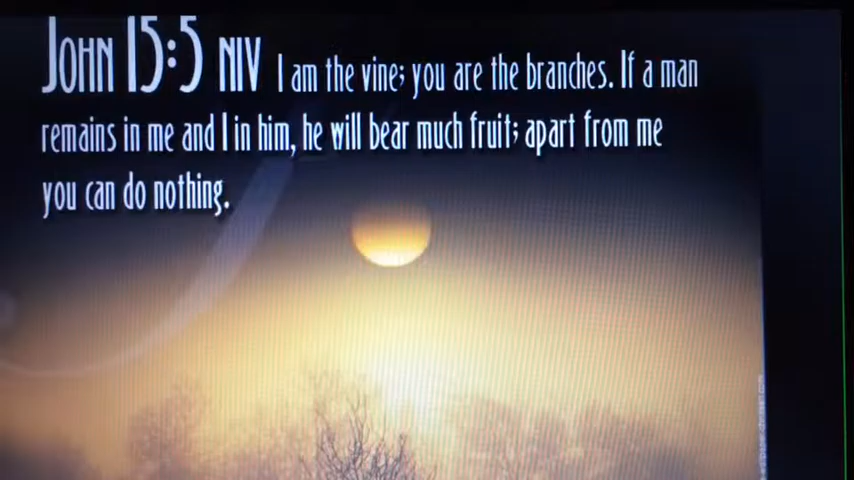 JOHN 15:5 NIV I am the vine; you are the branches. If a man
remains in me and I in him, he will bear much fruit; apart from me
you can do nothing.